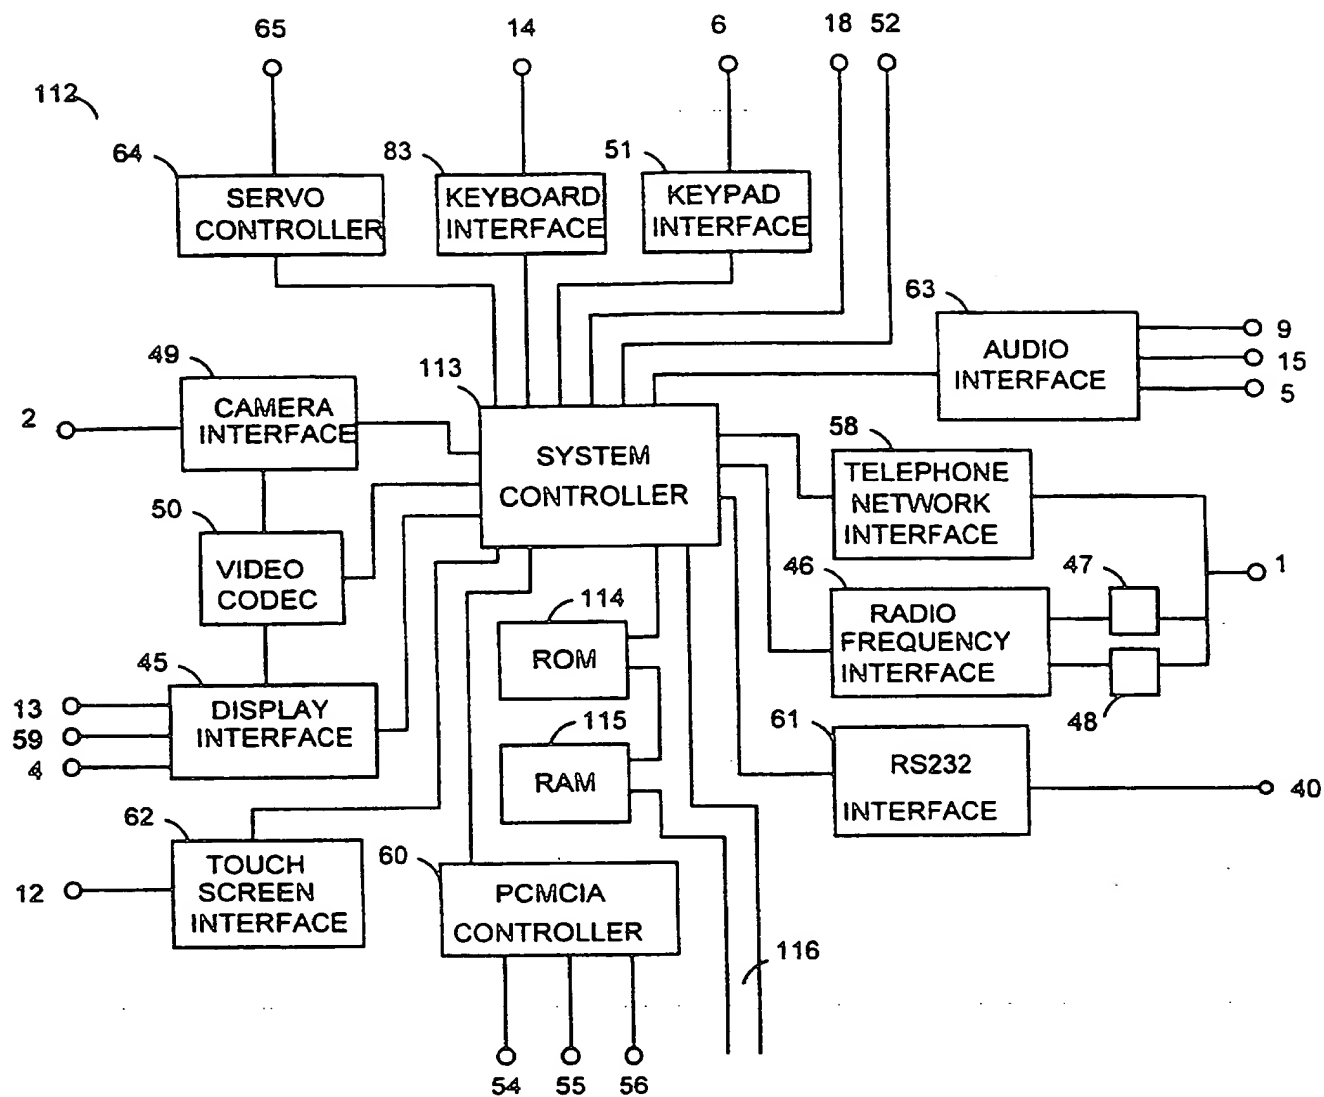 65
14
6
18
52
112
64
83
51
SERVO
CONTROLLER
KEYBOARD
INTERFACE
KEYPAD
INTERFACE
63
AUDIO
INTERFACE
9
15
5
49
CAMERA
INTERFACE
2
113
SYSTEM
CONTROLLER
58
TELEPHONE
NETWORK
INTERFACE
50
VIDEO
CODEC
46
RADIO
FREQUENCY
INTERFACE
47
1
48
114
ROM
45
DISPLAY
INTERFACE
13
59
4
115
RAM
61
RS232
INTERFACE
40
62
TOUCH
SCREEN
INTERFACE
12
60
PCMCIA
CONTROLLER
116
54
55
56